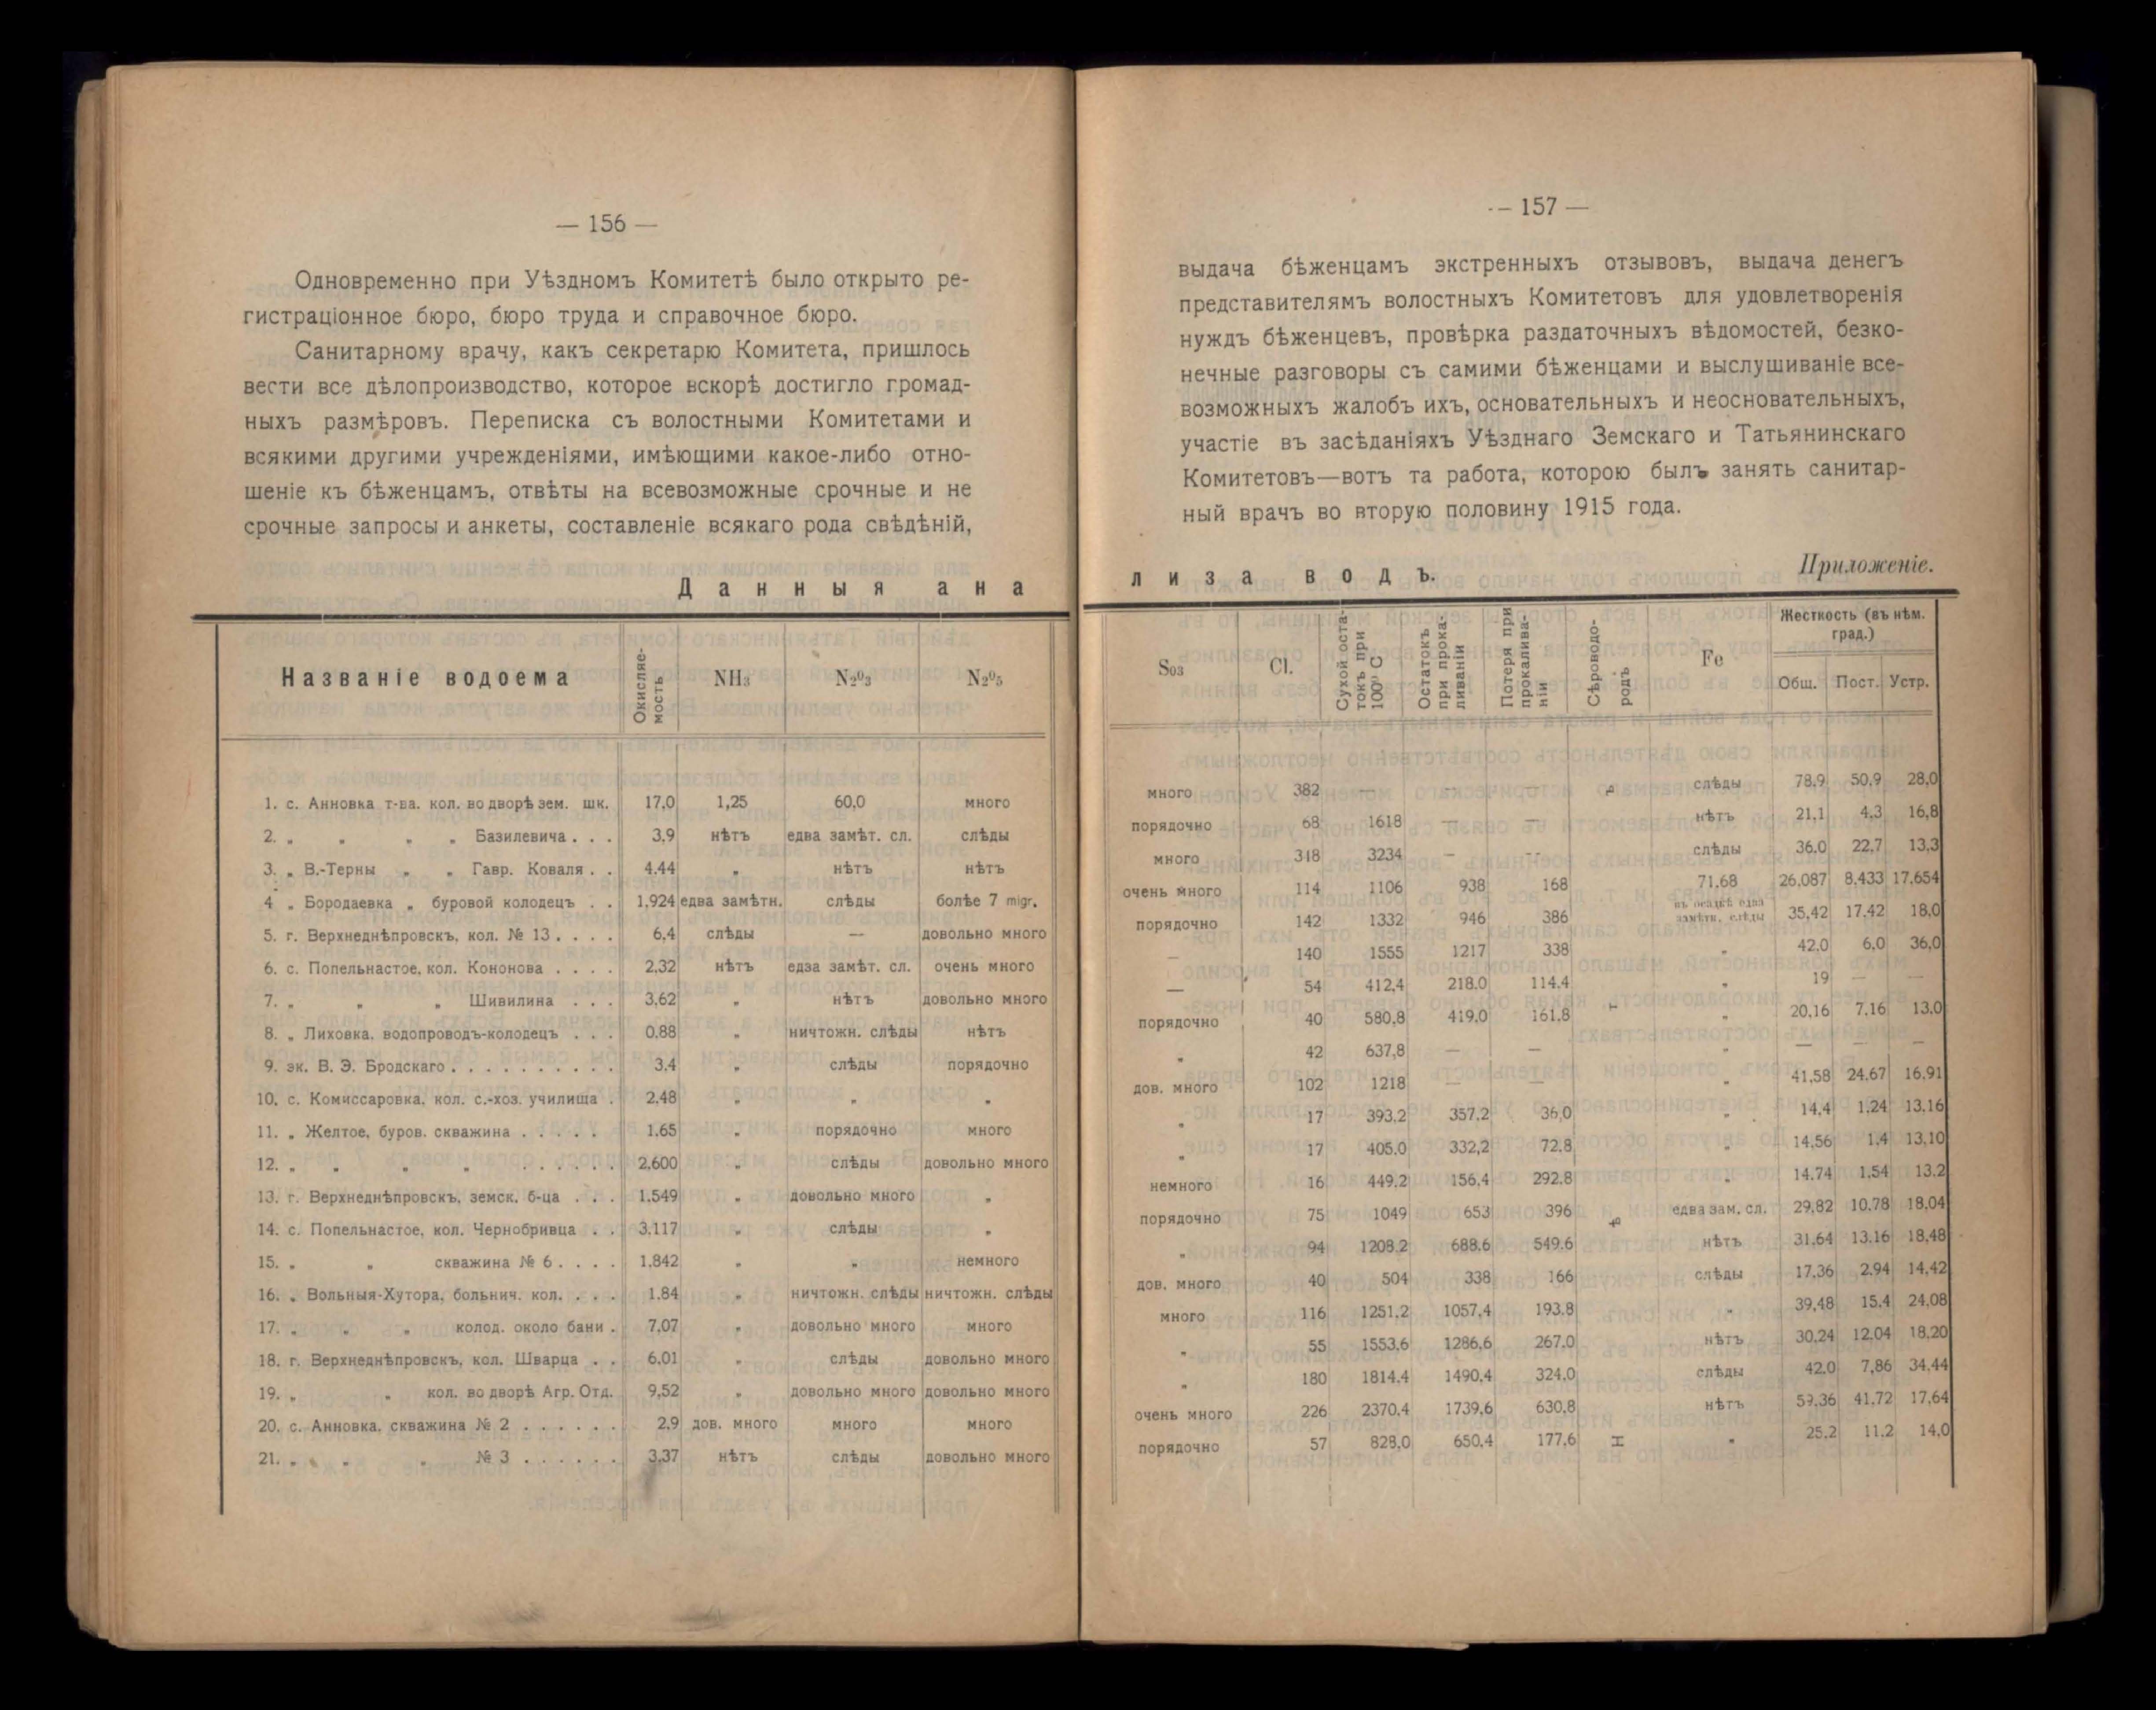 — 156 —
Одновременно при Уѣздномъ Комитетѣ было открыто ре-
гистраціонное бюро, бюро труда и справочное бюро.
Санитарному врачу, какъ секретарю Комитета, пришлось
вести все дѣлопроизводство, которое вскорѣ достигло громад-
ныхъ размѣровъ. Переписка съ волостными Комитетами и
всякими другими учрежденіями, имѣющими какое-либо отно-
шеніе къ бѣженцамъ, отвѣты на всевозможные срочные и не
срочные запросы и анкеты, составленіе всякаго рода свѣдѣній,
Данныя ана
Названіе водоема Окисляе-мость NH₃ N₂O₃ N₂O₅
1. с. Анновка т-ва. кол. во дворѣ зем. шк. 17,0 1,25 60,0 много
2. „ „ „ „ Базилевича . . . 3,9 нѣтъ едва замѣт. сл. слѣды
3. „ В.-Терны „ „ Гавр. Коваля . . 4.44 „ нѣтъ нѣтъ
4 „ Бородаевка „ буровой колодецъ . . 1,924 едва замѣтн. слѣды болѣе 7 migr.
5. г. Верхнеднѣпровскъ, кол. № 13 . . . . 6,4 слѣды — довольно много
6. с. Попельнастое, кол. Кононова . . . . 2,32 нѣтъ едза замѣт. сл. очень много
7. „ „ „ Шивилина . . . 3,62 „ нѣтъ довольно много
8. „ Лиховка, водопроводъ-колодецъ . . . 0,88 „ ничтожн. слѣды нѣтъ
9. эк. В. Э. Бродскаго . . . . . . . . . . 3,4 „ слѣды порядочно
10. с. Комиссаровка, кол. с.-хоз. училища . 2,48 „ „ „
11. „ Желтое, буров. скважина . . . . . 1,65 „ порядочно много
12. „ „ „ „ . . . . . . 2,600 „ слѣды довольно много
13. г. Верхнеднѣпровскъ, земск. б-ца . . . 1.549 „ довольно много „
14. с. Попельнастое, кол. Чернобривца . . 3,117 „ слѣды „
15. „ „ скважина № 6 . . . . 1,842 „ „ немного
16. „ Вольныя-Хутора, больнич. кол. . . . 1.84 „ ничтожн. слѣды ничтожн. слѣды
17. „ „ „ колод. около бани . 7,07 „ довольно много много
18. г. Верхнеднѣпровскъ, кол. Шварца . . 6,01 „ слѣды довольно много
19. „ „ кол. во дворѣ Агр. Отд. 9,52 „ довольно много довольно много
20. с. Анновка, скважина № 2 . . . . . . 2,9 дов. много много много
21. „ „ „ № 3 . . . . . . 3,37 нѣтъ слѣды довольно много
— 157 —
выдача бѣженцамъ экстренныхъ отзывовъ, выдача денегъ
представителямъ волостныхъ Комитетовъ для удовлетворенія
нуждъ бѣженцевъ, провѣрка раздаточныхъ вѣдомостей, безко-
нечные разговоры съ самими бѣженцами и выслушиваніе все-
возможныхъ жалобъ ихъ, основательныхъ и неосновательныхъ,
участіе въ засѣданіяхъ Уѣзднаго Земскаго и Татьянинскаго
Комитетовъ—вотъ та работа, которою былъ занять санитар-
ный врачъ во вторую половину 1915 года.
Приложеніе.
лиза водъ.
SO₃ Cl. Сухой оста-токъ при 100° С Остатокъ при прока-ливаніи Потеря при прокалива-ніи Сѣроводо-родъ Fe Жесткость (въ нѣм. град.)
Общ. Пост. Устр.
много 382 — — — слѣды 78,9 50,9 28,0
порядочно 68 1618 — — нѣтъ 21,1 4,3 16,8
много 318 3234 — -- слѣды 36.0 22,7 13,3
очень много 114 1106 938 168 71,68 26,087 8,433 17,654
порядочно 142 1332 946 386 въ осадкѣ едва замѣтн. слѣды 35,42 17,42 18,0
— 140 1555 1217 338 „ 42.0 6,0 36,0
— 54 412,4 218.0 114.4 „ 19 — —
порядочно 40 580,8 419,0 161,8 „ 20,16 7,16 13.0
„ 42 637,8 — — „ — — —
дов. много 102 1218 — — „ 41,58 24.67 16,91
„ 17 393,2 357,2 36,0 „ 14,4 1,24 13,16
„ 17 405,0 332,2 72,8 „ 14,56 1,4 13,10
немного 16 449,2 156,4 292.8 „ 14.74 1,54 13.2
порядочно 75 1049 653 396 едва зам. сл. 29,82 10.78 18,04
„ 94 1208.2 688,6 549.6 нѣтъ 31.64 13.16 18,48
дов. много 40 504 338 166 слѣды 17,36 2.94 14,42
много 116 1251,2 1057,4 193.8 „ 39,48 15.4 24,08
„ 55 1553,6 1286,6 267,0 нѣтъ 30,24 12,04 18,20
„ 180 1814.4 1490,4 324,0 слѣды 42.0 7,86 34,44
очень много 226 2370,4 1739,6 630,8 нѣтъ 59,36 41,72 17,64
порядочно 57 828,0 650,4 177,6 „ 25,2 11,2 14,0
Нѣтъ